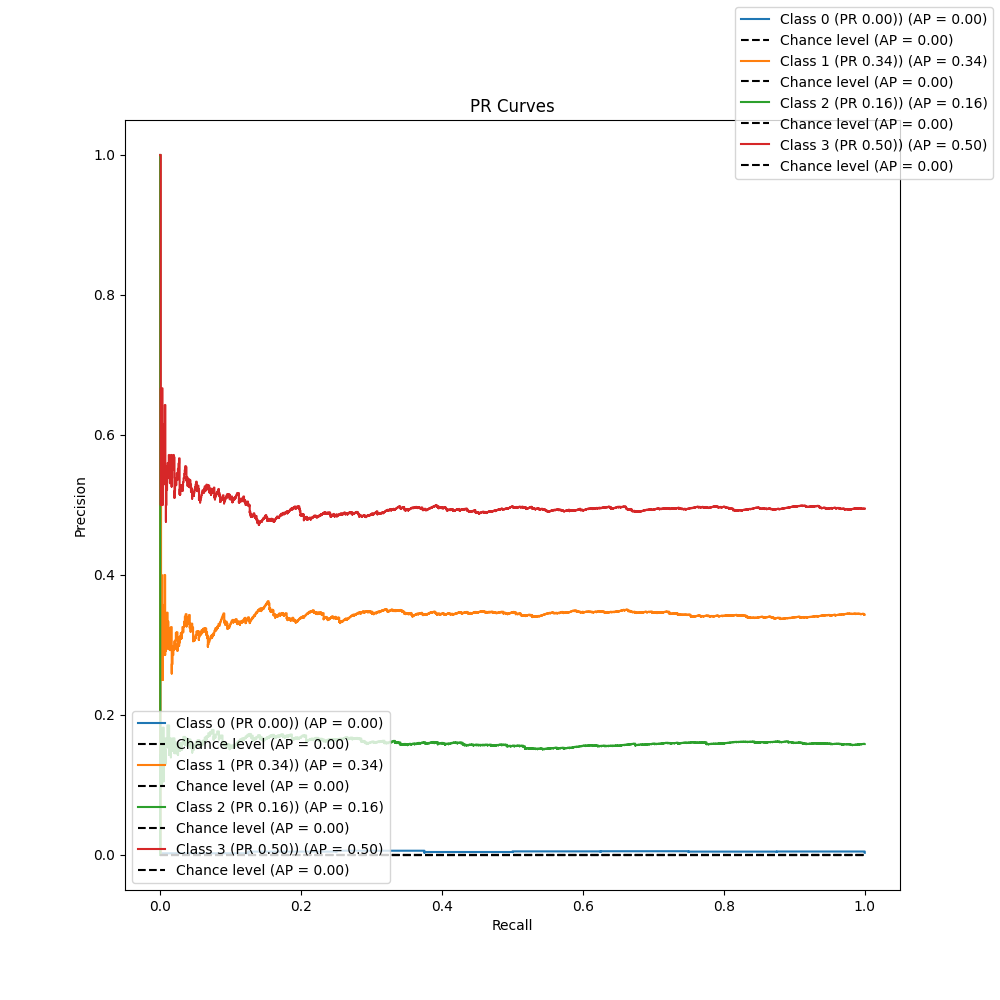 Class 0 (PR 0.00)) (AP = 0.00)
Chance level (AP = 0.00)
Class 1 (PR 0.34)) (AP = 0.34)
Chance level (AP = 0.00)
Class 2 (PR 0.16)) (AP = 0.16)
Chance level (AP = 0.00)
Class 3 (PR 0.50)) (AP = 0.50)
Chance level (AP = 0.00)
PR Curves
1.0
0.8
0.6
0.4
0.2
0.0
Precision
Class 0 (PR 0.00)) (AP = 0.00)
Chance level (AP = 0.00)
Class 1 (PR 0.34)) (AP = 0.34)
Chance level (AP = 0.00)
Class 2 (PR 0.16)) (AP = 0.16)
Chance level (AP = 0.00)
Class 3 (PR 0.50)) (AP = 0.50)
Chance level (AP = 0.00)
0.0 0.2 0.4 0.6 0.8 1.0
Recall